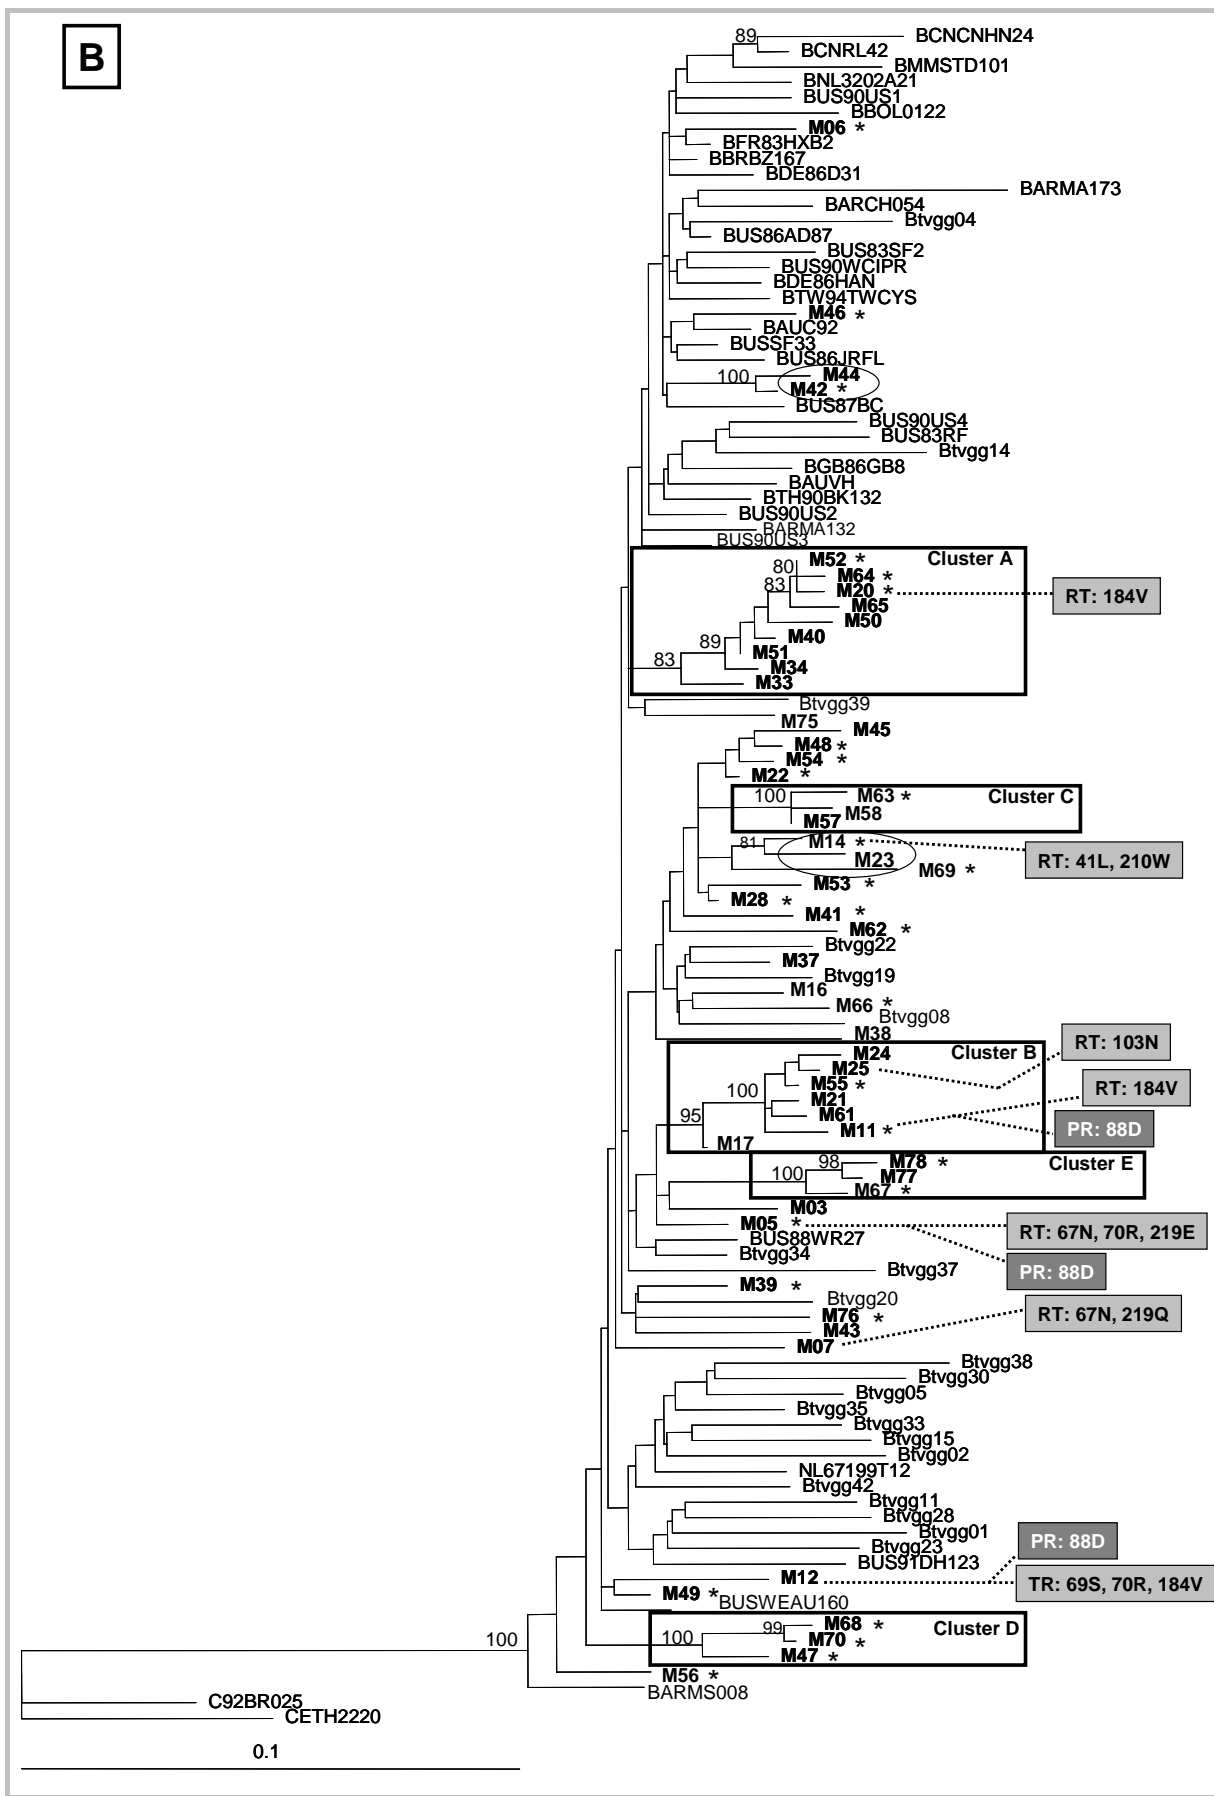 B
89 BCNCNHN24
BCNRL42
BMMSTD101
BNL3202A21
BUS90US1
BBOL0122
M06 *
BFR83HXB2
BBRBZ167
BDE86D31
BARMA173
BARCH054
Btvgg04
BUS86AD87
BUS83SF2
BUS90WCIPR
BDE86HAN
BTW94TWCYS
M46 *
BAUC92
BUSSF33
BUS86JRFL
100 M44
M42 *
BUS87BC
BUS90US4
BUS83RF
Btvgg14
BGB86GB8
BAUVH
BTH90BK132
BUS90US2
BARMA132
BUS90US3
M52 * Cluster A
80 M64 *
83 M20 * RT: 184V
M65
M50
M40
89 M51
83 M34
M33
Btvgg39
M75
M45
M48 *
M54 *
M22 *
100 M63 * Cluster C
M58
M57
81 M14 * RT: 41L, 210W
M23
M69 *
M53 *
M28 *
M41 *
M62 *
Btvgg22
M37
Btvgg19
M16
M66 *
Btvgg08
M38
M24 Cluster B RT: 103N
M25
100 M55 * RT: 184V
M21
M61
95 M11 * PR: 88D
M17
98 M78 * Cluster E
100 M77
M67 *
M03
M05 * RT: 67N, 70R, 219E
BUS88WR27
Btvgg34
Btvgg37 PR: 88D
M39 *
Btvgg20
M76 * RT: 67N, 219Q
M43
M07
Btvgg38
Btvgg30
Btvgg05
Btvgg35
Btvgg33
Btvgg15
Btvgg02
NL67199T12
Btvgg42
Btvgg11
Btvgg28
Btvgg01
Btvgg23 PR: 88D
BUS91DH123
M12 TR: 69S, 70R, 184V
M49 *
BUSWEAU160
99 M68 * Cluster D
100 M70 *
M47 *
100
M56 *
BARMS008
C92BR025
CETH2220
0.1